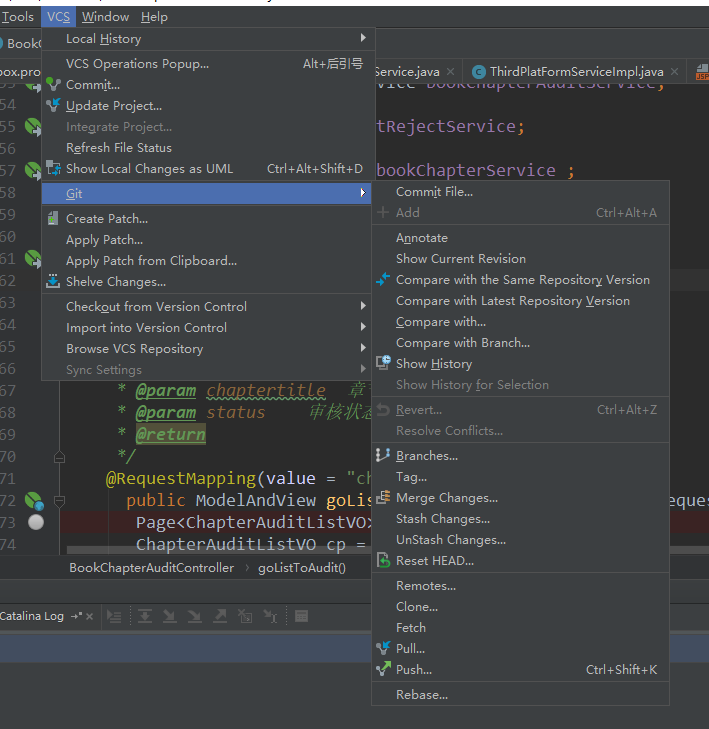 Tools VCS Window Help
BookC
Local History
VCS Operations Popup... Alt+后引号
Commit...
Update Project...
Integrate Project...
Refresh File Status
Show Local Changes as UML Ctrl+Alt+Shift+D
Git
Create Patch...
Apply Patch...
Apply Patch from Clipboard...
Shelve Changes...
Checkout from Version Control
Import into Version Control
Browse VCS Repository
Sync Settings
Commit File...
Add Ctrl+Alt+A
Annotate
Show Current Revision
Compare with the Same Repository Version
Compare with Latest Repository Version
Compare with...
Compare with Branch...
Show History
Show History for Selection
Revert... Ctrl+Alt+Z
Resolve Conflicts...
Branches...
Tag...
Merge Changes...
Stash Changes...
UnStash Changes...
Reset HEAD...
Remotes...
Clone...
Fetch
Pull...
Push... Ctrl+Shift+K
Rebase...
ox.pro Service.java ThirdPlatFormServiceImpl.java JSP
bookChapterAuditService;
54
55 tRejectService;
56
57 bookChapterService ;
58
59
60
61
62
63
64
65
66
67 * @param chaptertitle 章
68 * @param status 审核状态
69 * @return
70 */
71 @RequestMapping(value = "ch
72 public ModelAndView goLis eques
73 Page<ChapterAuditListVO>
74 ChapterAuditListVO cp =
BookChapterAuditController goListToAudit()
Catalina Log